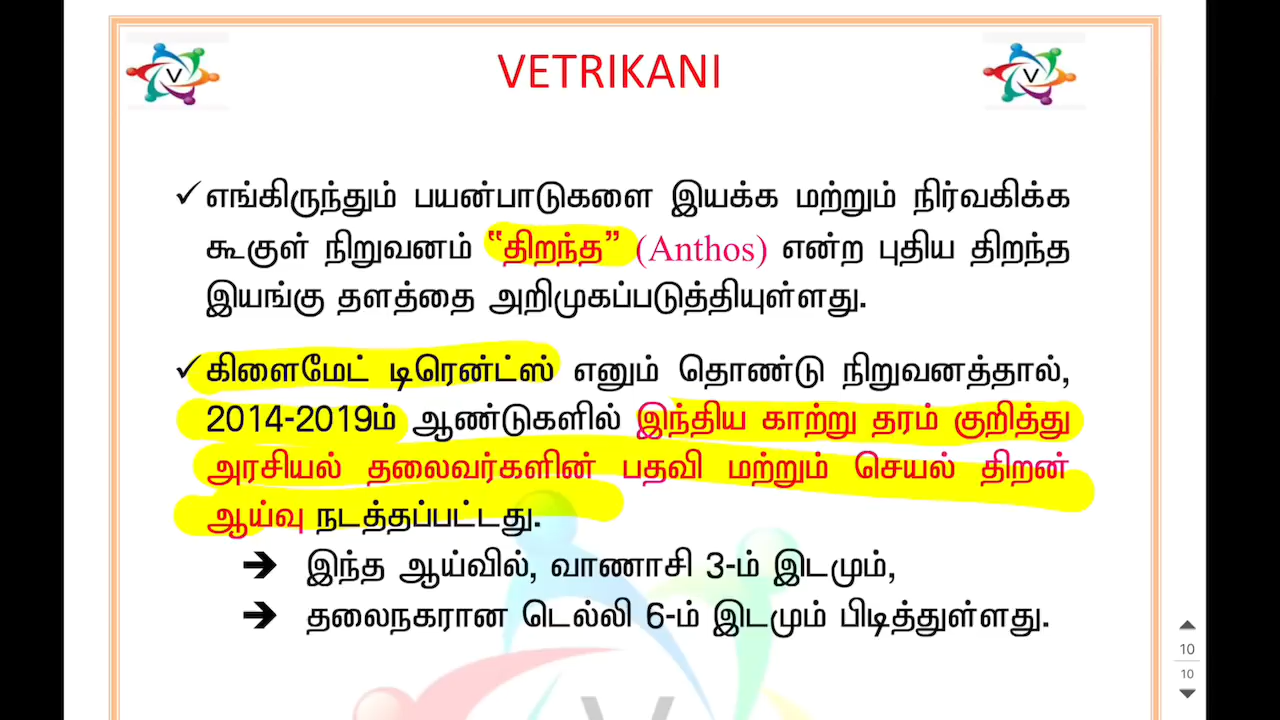 V
VETRIKANI
V
✓ எங்கிருந்தும் பயன்பாடுகளை இயக்க மற்றும் நிர்வகிக்க
கூகுள் நிறுவனம் “திறந்த” (Anthos) என்ற புதிய திறந்த
இயங்கு தளத்தை அறிமுகப்படுத்தியுள்ளது.
✓ கிளைமேட் டிரென்ட்ஸ் எனும் தொண்டு நிறுவனத்தால்,
2014-2019ம் ஆண்டுகளில் இந்திய காற்று தரம் குறித்து
அரசியல் தலைவர்களின் பதவி மற்றும் செயல் திறன்
ஆய்வு நடத்தப்பட்டது.
➔ இந்த ஆய்வில், வாணாசி 3-ம் இடமும்,
➔ தலைநகரான டெல்லி 6-ம் இடமும் பிடித்துள்ளது.
10
10
V